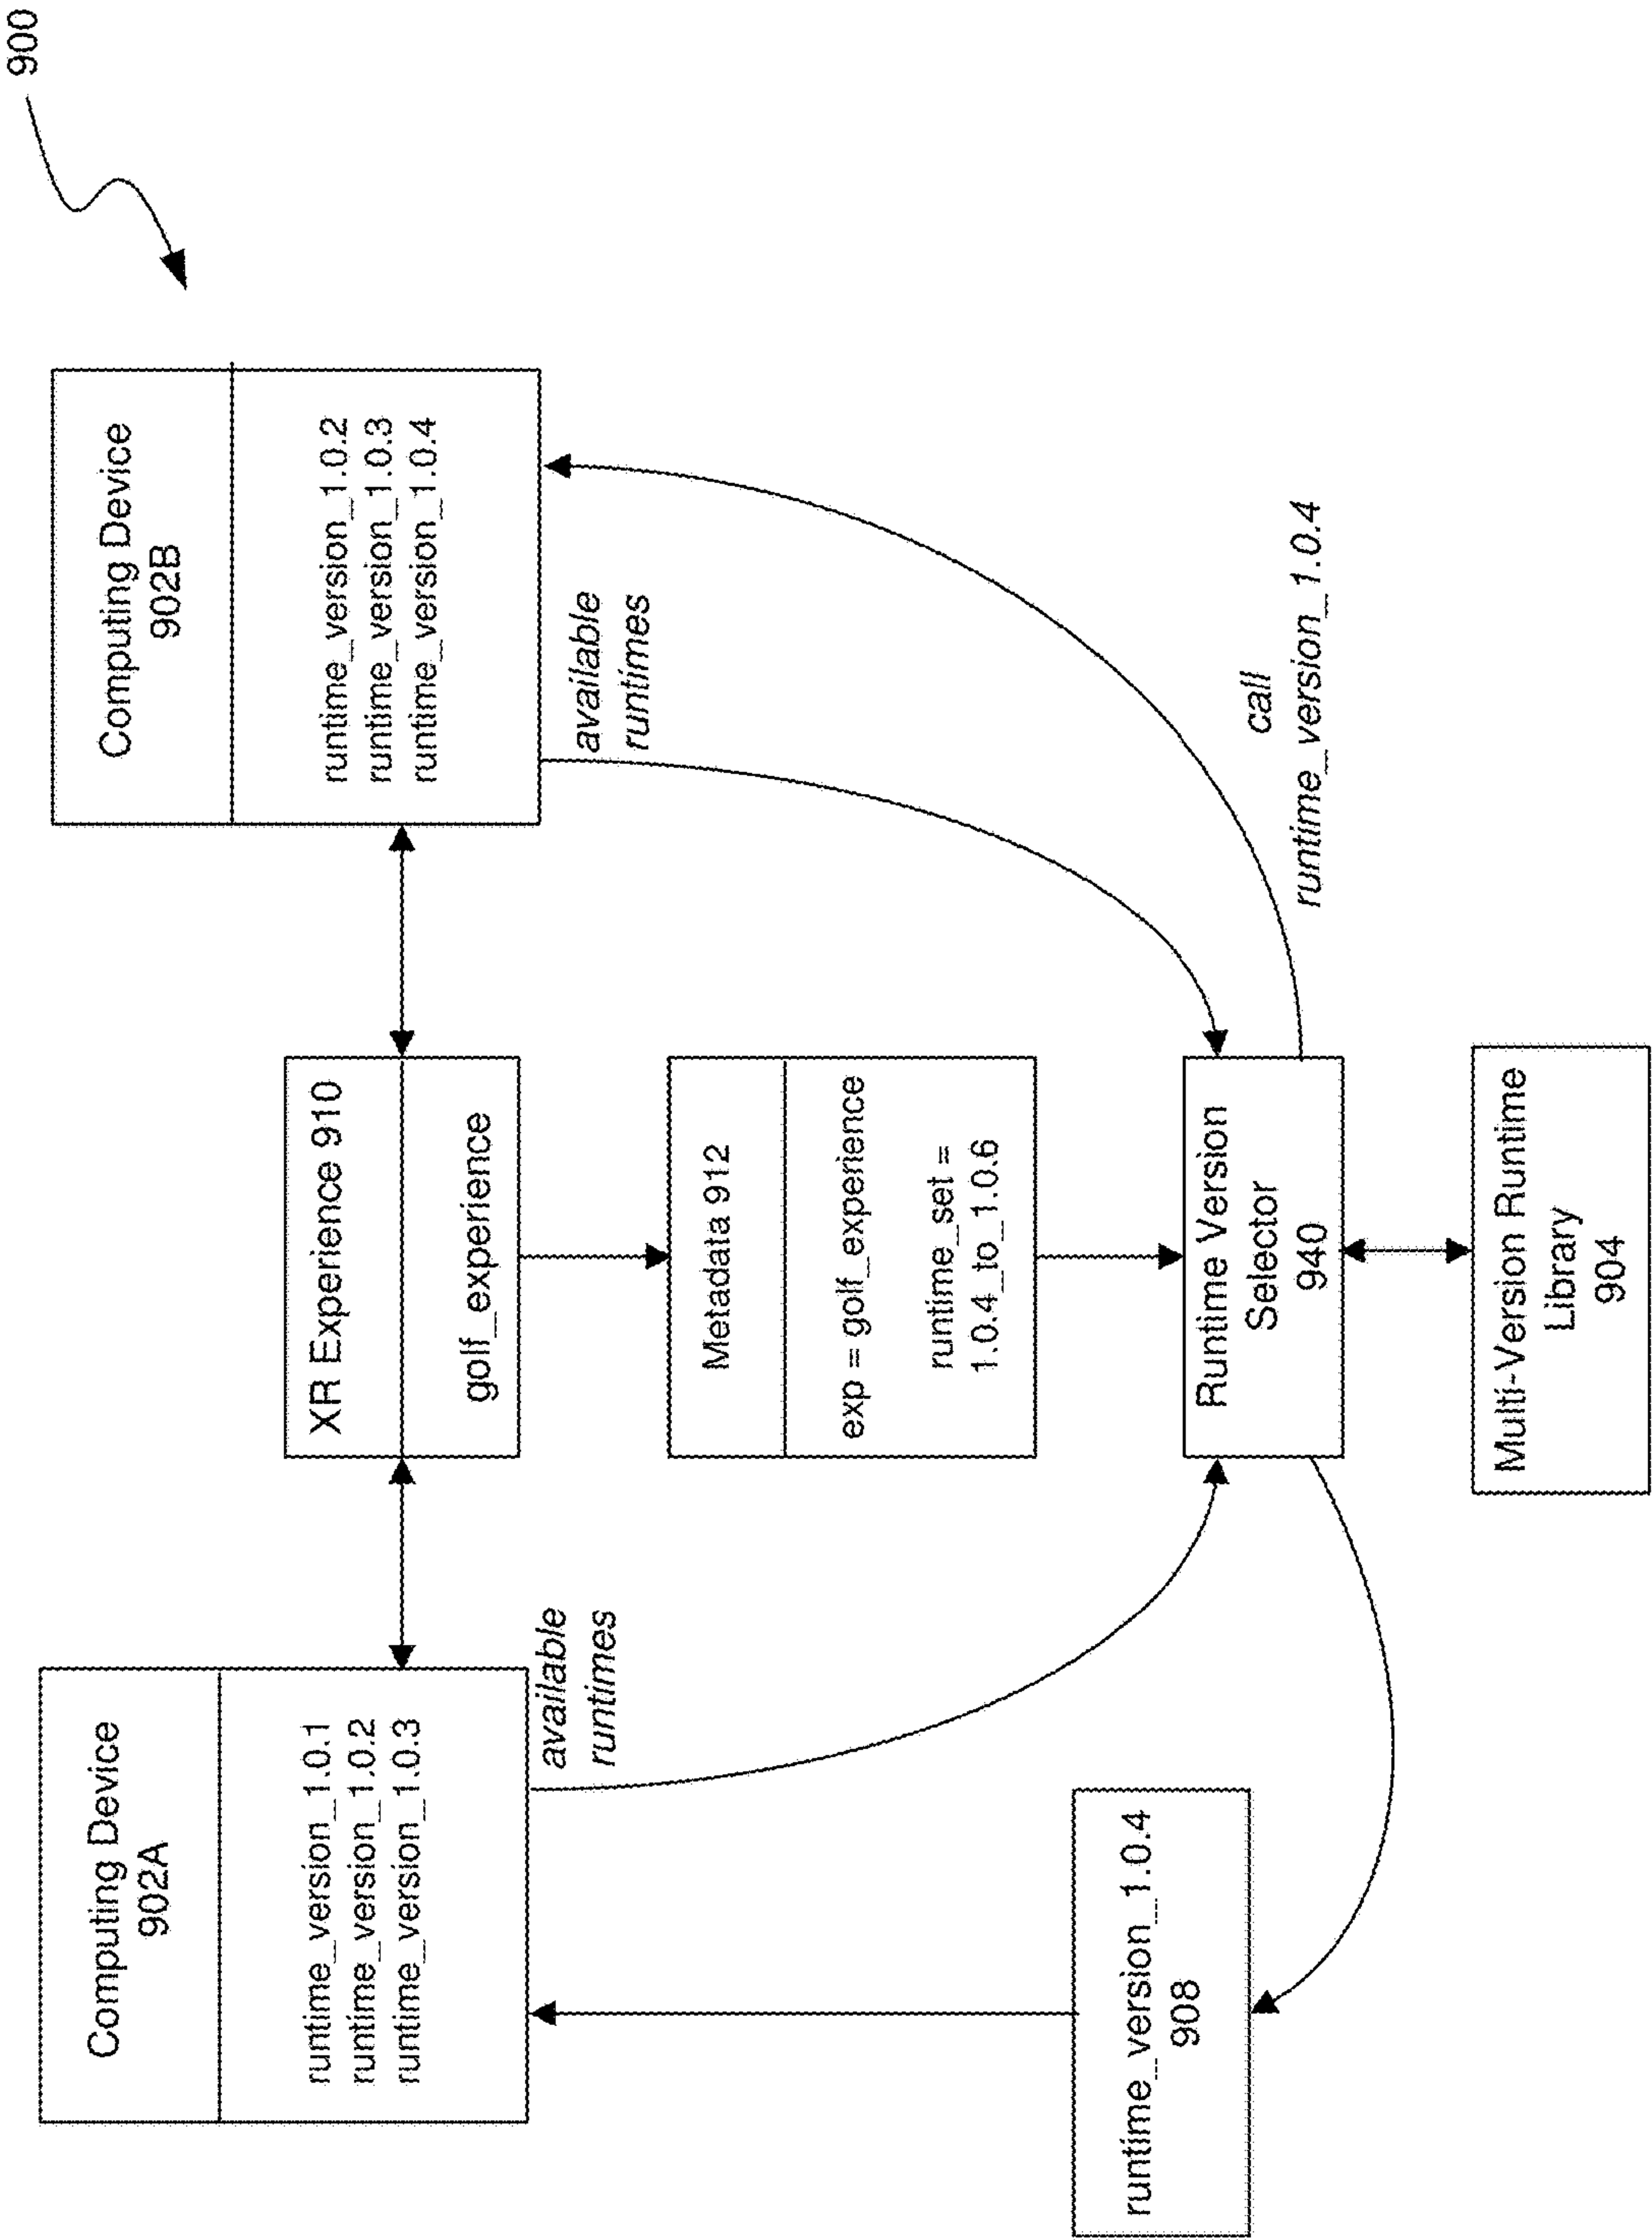 900
Computing Device
902A
runtime_version_1.0.1
runtime_version_1.0.2
runtime_version_1.0.3
available
runtimes
XR Experience 910
golf_experience
Computing Device
902B
runtime_version_1.0.2
runtime_version_1.0.3
runtime_version_1.0.4
available
runtimes
Metadata 912
exp = golf_experience
runtime_set =
1.0.4_to_1.0.6
runtime_version_1.0.4
908
Runtime Version
Selector
940
call
runtime_version_1.0.4
Multi-Version Runtime
Library
904